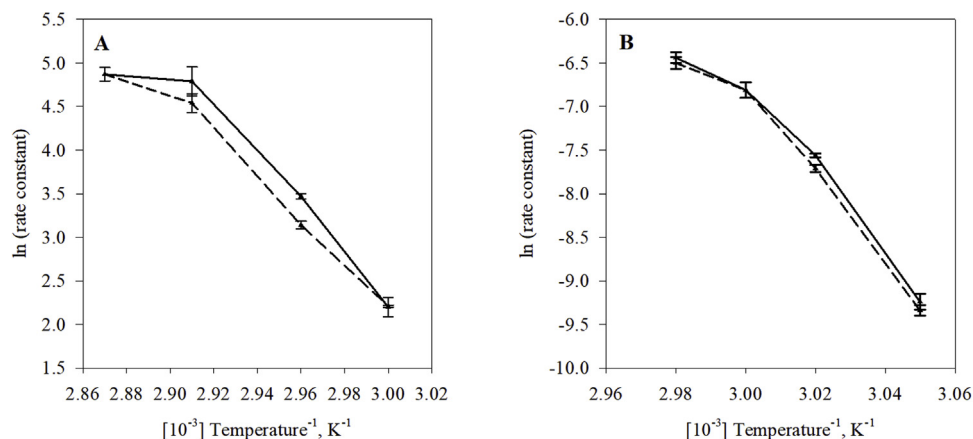 A
ln (rate constant)
5.5
5.0
4.5
4.0
3.5
3.0
2.5
2.0
1.5
2.86 2.88 2.90 2.92 2.94 2.96 2.98 3.00 3.02
[10⁻³] Temperature⁻¹, K⁻¹
B
ln (rate constant)
-6.0
-6.5
-7.0
-7.5
-8.0
-8.5
-9.0
-9.5
-10.0
2.96 2.98 3.00 3.02 3.04 3.06
[10⁻³] Temperature⁻¹, K⁻¹